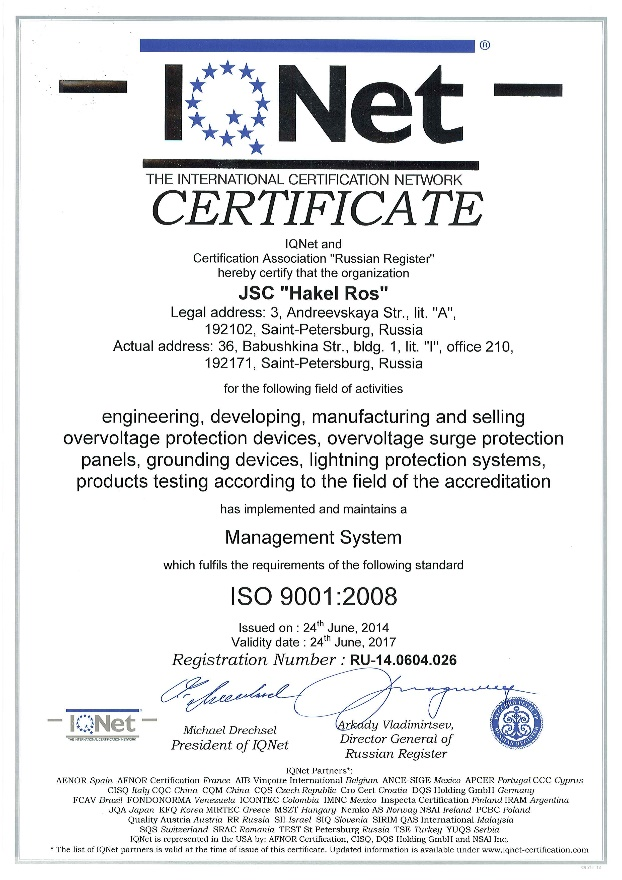 IQNet ®
THE INTERNATIONAL CERTIFICATION NETWORK
CERTIFICATE
IQNet and
Certification Association "Russian Register"
hereby certify that the organization
JSC "Hakel Ros"
Legal address: 3, Andreevskaya Str., lit. "A",
192102, Saint-Petersburg, Russia
Actual address: 36, Babushkina Str., bldg. 1, lit. "I", office 210,
192171, Saint-Petersburg, Russia
for the following field of activities
engineering, developing, manufacturing and selling
overvoltage protection devices, overvoltage surge protection
panels, grounding devices, lightning protection systems,
products testing according to the field of the accreditation
has implemented and maintains a
Management System
which fulfils the requirements of the following standard
ISO 9001:2008
Issued on : 24th June, 2014
Validity date : 24th June, 2017
Registration Number : RU-14.0604.026
IQNet
THE INTERNATIONAL CERTIFICATION NETWORK
Michael Drechsel
President of IQNet
Arkady Vladimirtsev,
Director General of
Russian Register
IQNet Partners*:
AENOR Spain AFNOR Certification France AIB Vinçotte International Belgium ANCE SIGE Mexico APCER Portugal CCC Cyprus
CISQ Italy CQC China CQM China CQS Czech Republic Cro Cert Croatia DQS Holding GmbH Germany
FCAV Brazil FONDONORMA Venezuela ICONTEC Colombia IMNC Mexico Inspecta Certification Finland IRAM Argentina
JQA Japan KFQ Korea MIRTEC Greece MSZT Hungary Nemko AS Norway NSAI Ireland PCBC Poland
Quality Austria Austria RR Russia SII Israel SIQ Slovenia SIRIM QAS International Malaysia
SQS Switzerland SRAC Romania TEST St Petersburg Russia TSE Turkey YUQS Serbia
IQNet is represented in the USA by: AFNOR Certification, CISQ, DQS Holding GmbH and NSAI Inc.
* The list of IQNet partners is valid at the time of issue of this certificate. Updated information is available under www.iqnet-certification.com